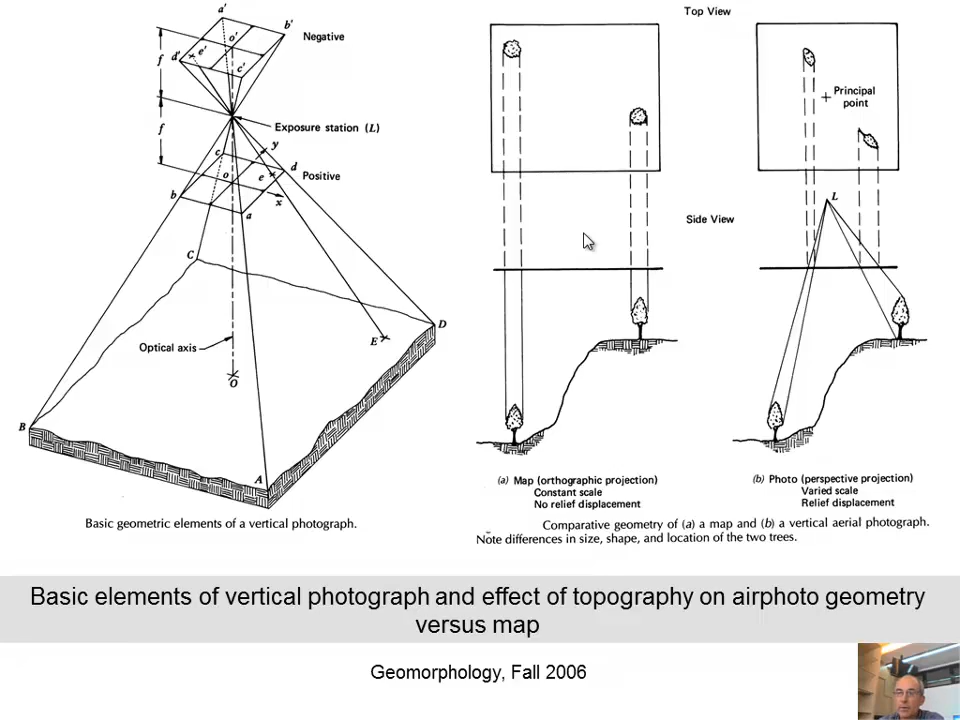 a'
b'
Negative
o'
e'
d'
c'
f
Exposure station (L)
f
y
c
d
o
e
Positive
b
x
a
C
D
Optical axis
E
O
B
A
Basic geometric elements of a vertical photograph.
Top View
Principal
point
Side View
L
(a) Map (orthographic projection)
Constant scale
No relief displacement
(b) Photo (perspective projection)
Varied scale
Relief displacement
Comparative geometry of (a) a map and (b) a vertical aerial photograph.
Note differences in size, shape, and location of the two trees.
Basic elements of vertical photograph and effect of topography on airphoto geometry
versus map
Geomorphology, Fall 2006